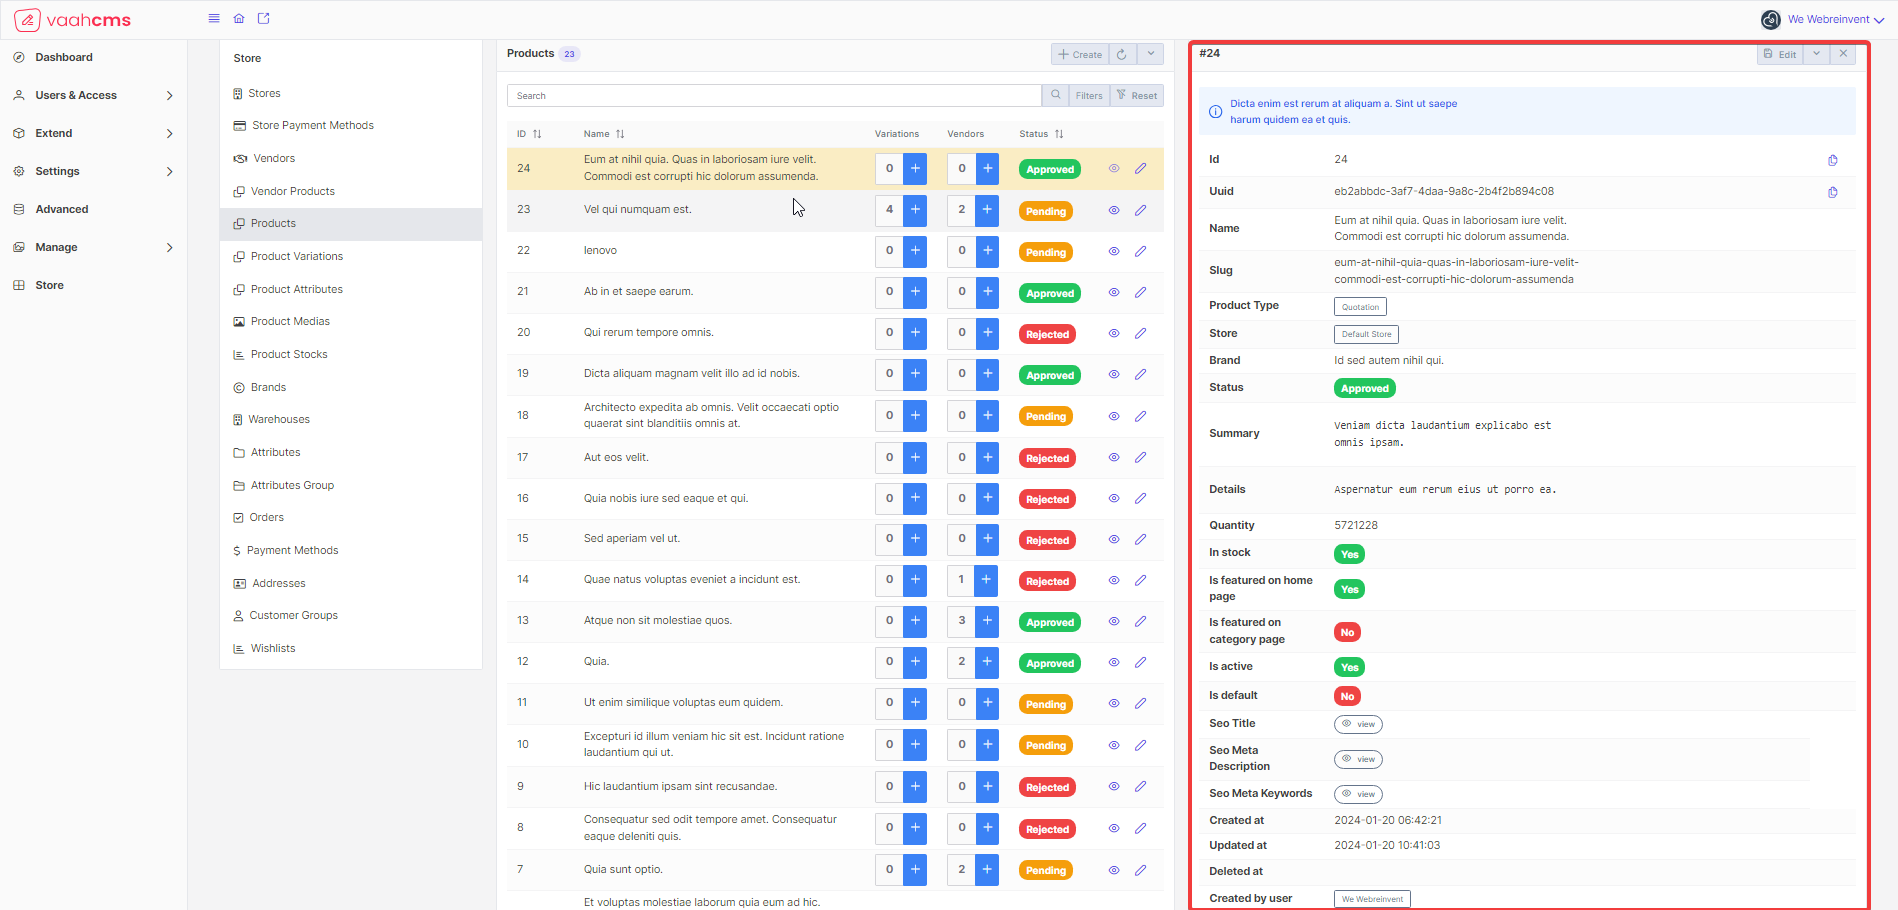 vaahcms
We Webreinvent
Dashboard
Users & Access
Extend
Settings
Advanced
Manage
Store
Store
Stores
Store Payment Methods
Vendors
Vendor Products
Products
Product Variations
Product Attributes
Product Medias
Product Stocks
Brands
Warehouses
Attributes
Attributes Group
Orders
Payment Methods
Addresses
Customer Groups
Wishlists
Products 23
Create
Search
Filters
Reset
ID Name Variations Vendors Status
24 Eum at nihil quia. Quas in laboriosam iure velit. 0 + 0 + Approved
Commodi est corrupti hic dolorum assumenda.
23 Vel qui numquam est. 4 + 2 + Pending
22 lenovo 0 + 0 + Pending
21 Ab in et saepe earum. 0 + 0 + Approved
20 Qui rerum tempore omnis. 0 + 0 + Rejected
19 Dicta aliquam magnam velit illo ad id nobis. 0 + 0 + Approved
18 Architecto expedita ab omnis. Velit occaecati optio 0 + 0 + Pending
quaerat sint blanditiis omnis at.
17 Aut eos velit. 0 + 0 + Rejected
16 Quia nobis iure sed eaque et qui. 0 + 0 + Rejected
15 Sed aperiam vel ut. 0 + 0 + Rejected
14 Quae natus voluptas eveniet a incidunt est. 0 + 1 + Rejected
13 Atque non sit molestiae quos. 0 + 3 + Approved
12 Quia. 0 + 2 + Approved
11 Ut enim similique voluptas eum quidem. 0 + 0 + Pending
10 Excepturi id illum veniam hic sit est. Incidunt ratione 0 + 0 + Pending
laudantium qui ut.
9 Hic laudantium ipsam sint recusandae. 0 + 0 + Rejected
8 Consequatur sed odit tempore amet. Consequatur 0 + 0 + Rejected
eaque deleniti quis.
7 Quia sunt optio. 0 + 2 + Pending
Et voluptas molestiae laborum quia eum ad hic.
#24
Edit
Dicta enim est rerum at aliquam a. Sint ut saepe
harum quidem ea et quis.
Id 24
Uuid eb2abbdc-3af7-4daa-9a8c-2b4f2b894c08
Name Eum at nihil quia. Quas in laboriosam iure velit.
Commodi est corrupti hic dolorum assumenda.
Slug eum-at-nihil-quia-quas-in-laboriosam-iure-velit-
commodi-est-corrupti-hic-dolorum-assumenda
Product Type Quotation
Store Default Store
Brand Id sed autem nihil qui.
Status Approved
Summary Veniam dicta laudantium explicabo est
omnis ipsam.
Details Aspernatur eum rerum eius ut porro ea.
Quantity 5721228
In stock Yes
Is featured on home
page Yes
Is featured on
category page No
Is active Yes
Is default No
Seo Title view
Seo Meta
Description view
Seo Meta Keywords view
Created at 2024-01-20 06:42:21
Updated at 2024-01-20 10:41:03
Deleted at
Created by user We Webreinvent